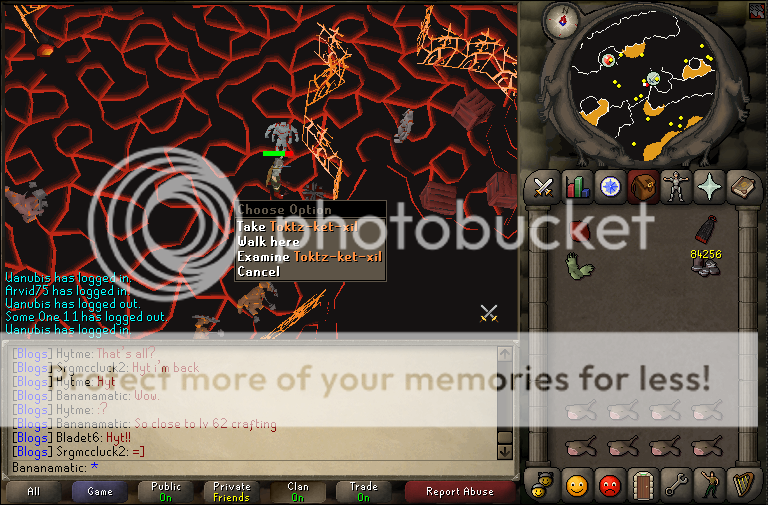 N
Choose Option
Take Toktz-ket-xil
Walk here
Examine Toktz-ket-xil
Cancel
photobucket
84256
Vanubis has logged in.
Arvid75 has logged in.
Vanubis has logged out.
Some One 11 has logged out.
Vanubis has logged in.
[Blogs] Hytme: That's all?
[Blogs] Srgmccluck2: Hyt i'm back
[Blogs] Hytme: Hyt
[Blogs] Bananamatic: Wow.
[Blogs] Hytme: :?
[Blogs] Bananamatic: So close to lv 62 crafting
[Blogs] Bladet6: Hyt!!
[Blogs] Srgmccluck2: =]
Bananamatic: *
Protect more of your memories for less!
All
Game
Public
On
Private
Friends
Clan
On
Trade
On
Report Abuse